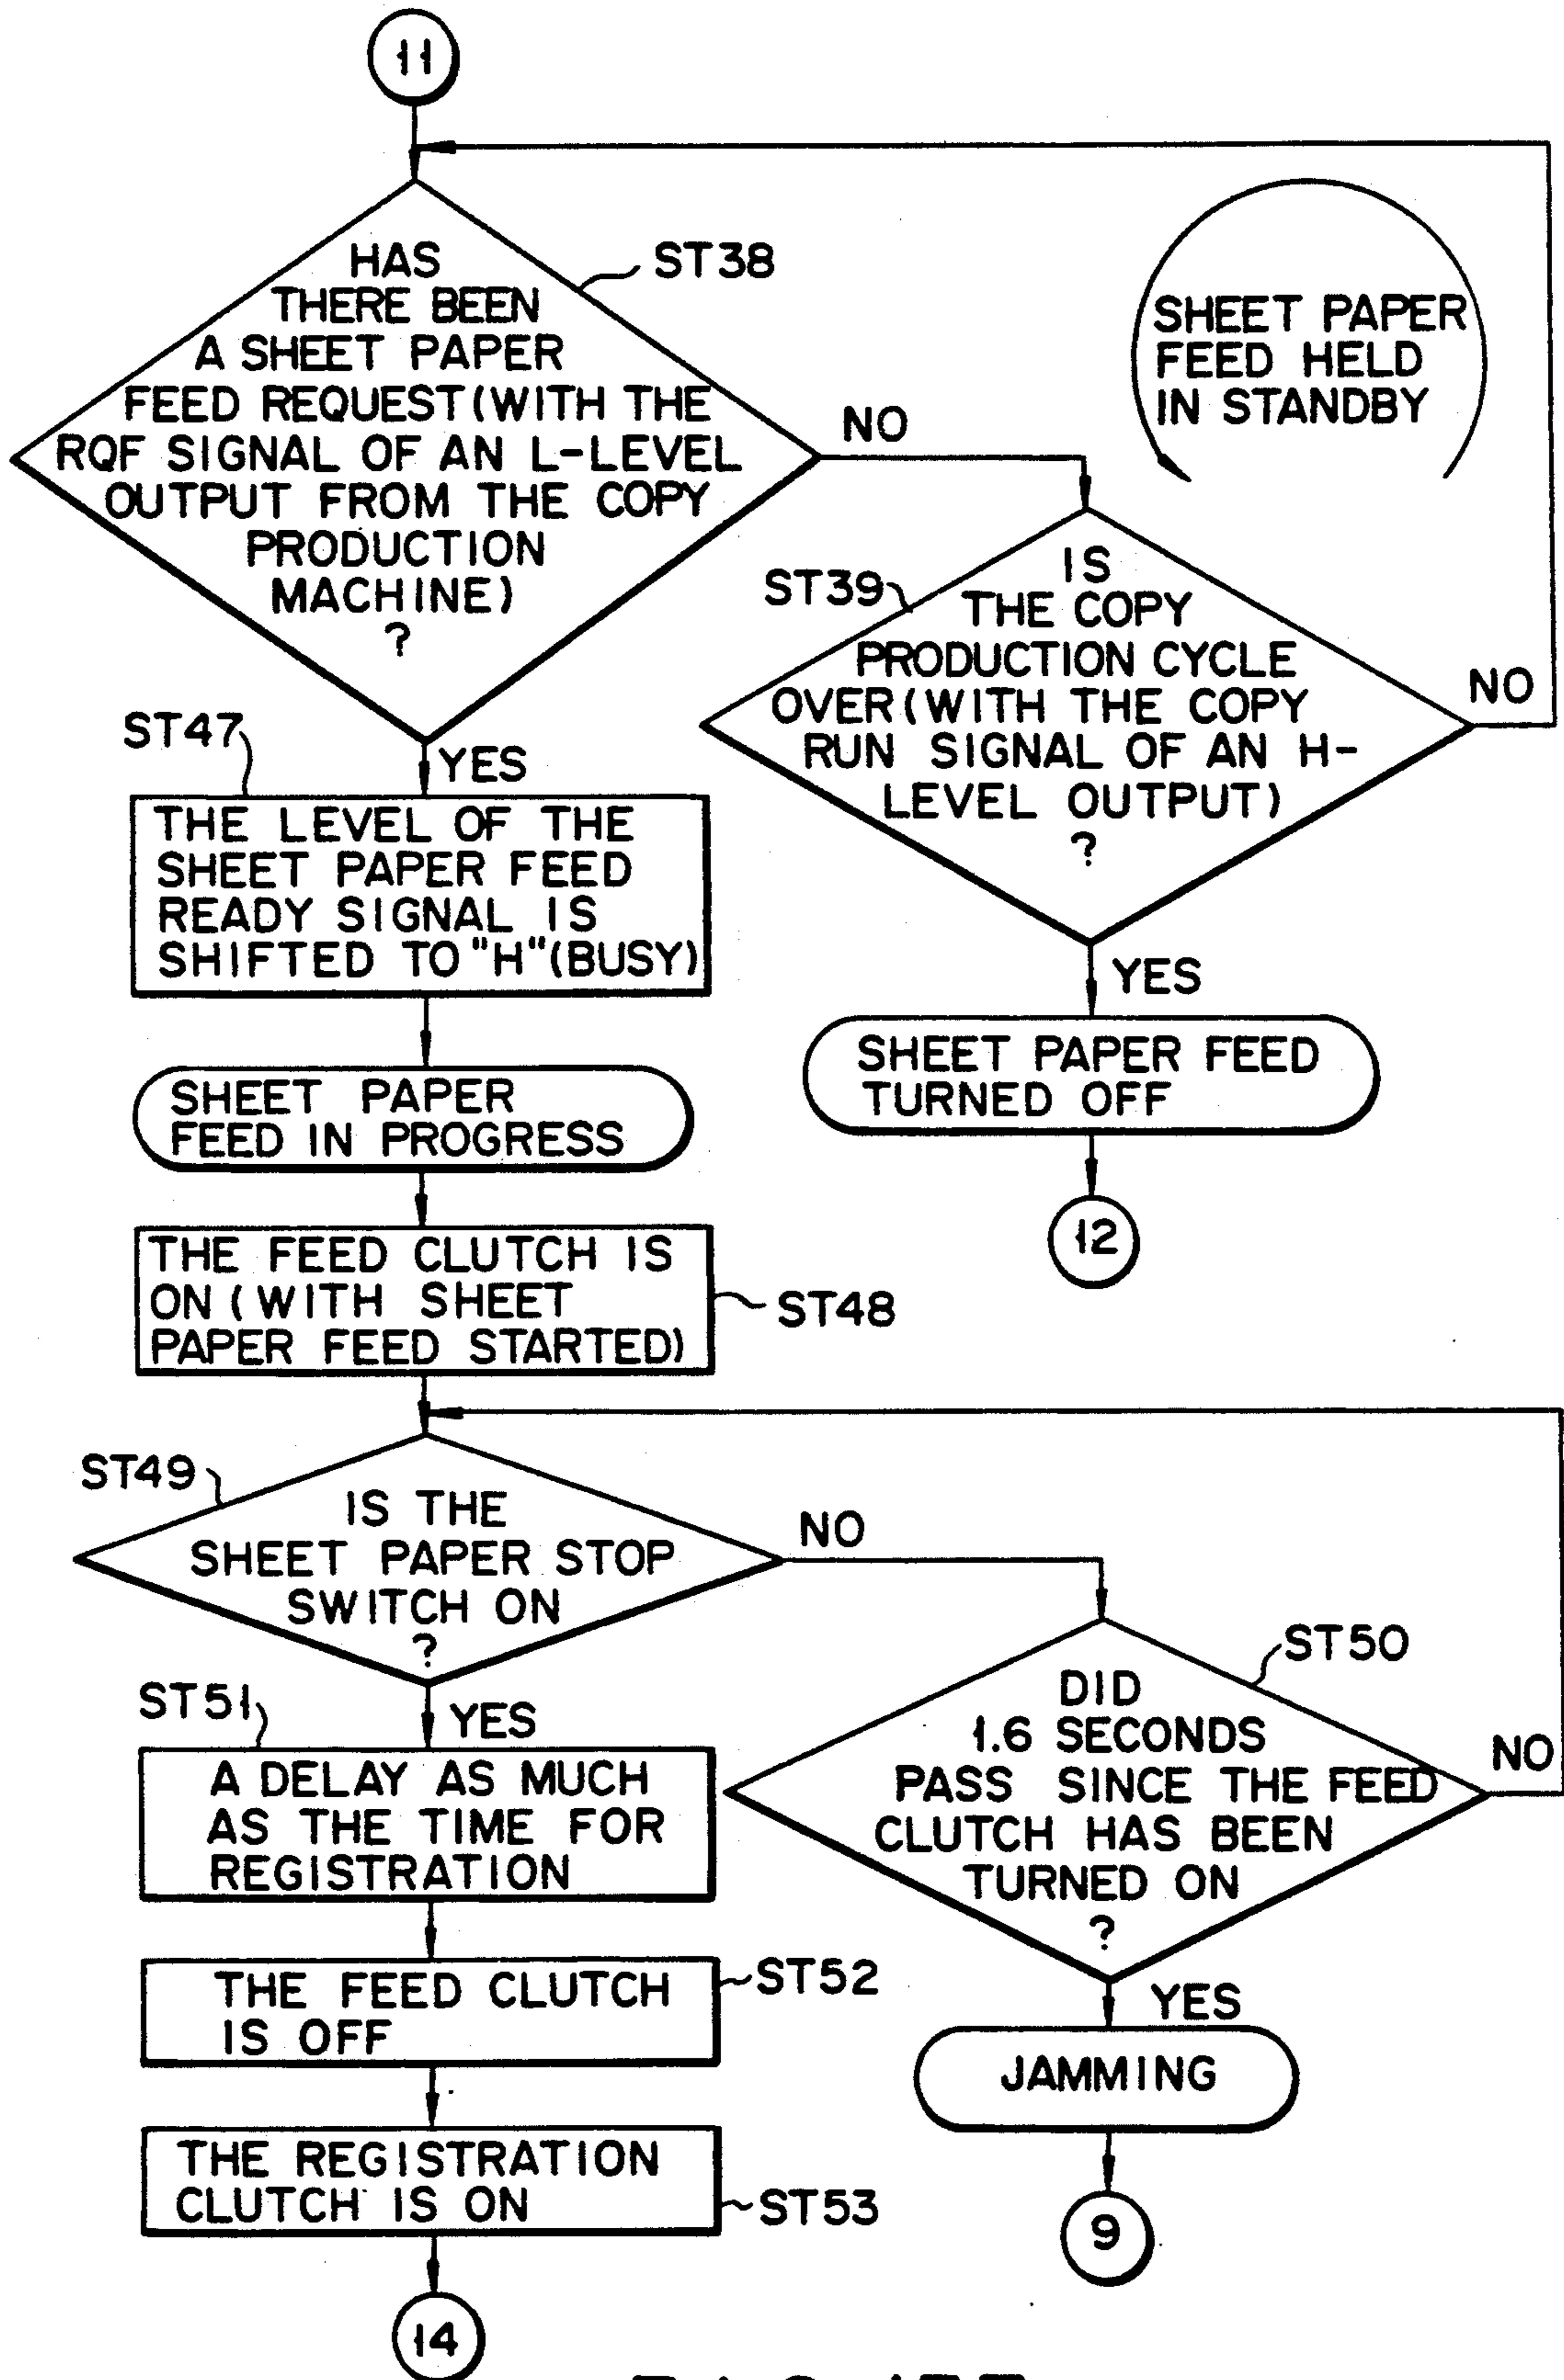 11
HAS
THERE BEEN
A SHEET PAPER
FEED REQUEST(WITH THE
RQF SIGNAL OF AN L-LEVEL
OUTPUT FROM THE COPY
PRODUCTION
MACHINE)
?
ST38
NO
SHEET PAPER
FEED HELD
IN STANDBY
ST39
IS
THE COPY
PRODUCTION CYCLE
OVER(WITH THE COPY
RUN SIGNAL OF AN H-
LEVEL OUTPUT)
?
NO
YES
SHEET PAPER FEED
TURNED OFF
12
ST47
YES
THE LEVEL OF THE
SHEET PAPER FEED
READY SIGNAL IS
SHIFTED TO "H"(BUSY)
SHEET PAPER
FEED IN PROGRESS
THE FEED CLUTCH IS
ON (WITH SHEET
PAPER FEED STARTED)
ST48
ST49
IS THE
SHEET PAPER STOP
SWITCH ON
?
NO
ST50
DID
1.6 SECONDS
PASS SINCE THE FEED
CLUTCH HAS BEEN
TURNED ON
?
NO
YES
JAMMING
9
ST51
YES
A DELAY AS MUCH
AS THE TIME FOR
REGISTRATION
THE FEED CLUTCH
IS OFF
ST52
THE REGISTRATION
CLUTCH IS ON
ST53
14